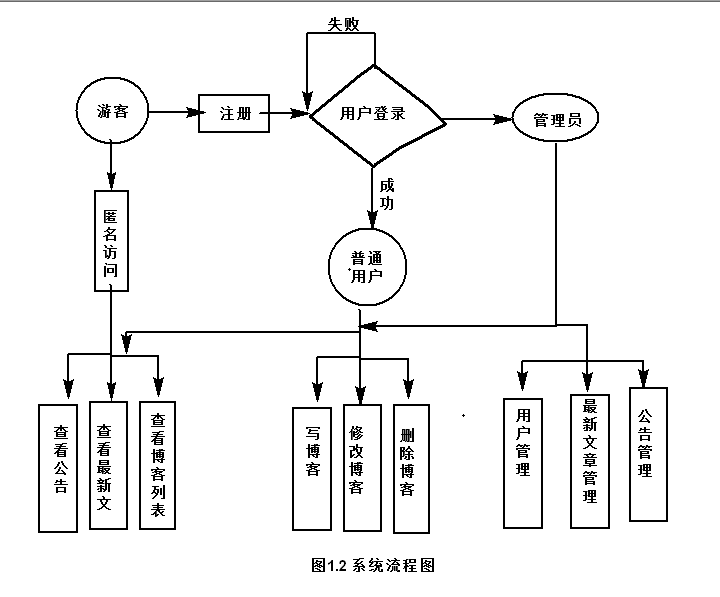 失败
游客
注册
用户登录
管理员
成功
匿名访问
普通
用户
查看公告
查看最新文
查看博客列表
写博客
修改博客
删除博客
用户管理
最新文章管理
公告管理
图1.2 系统流程图